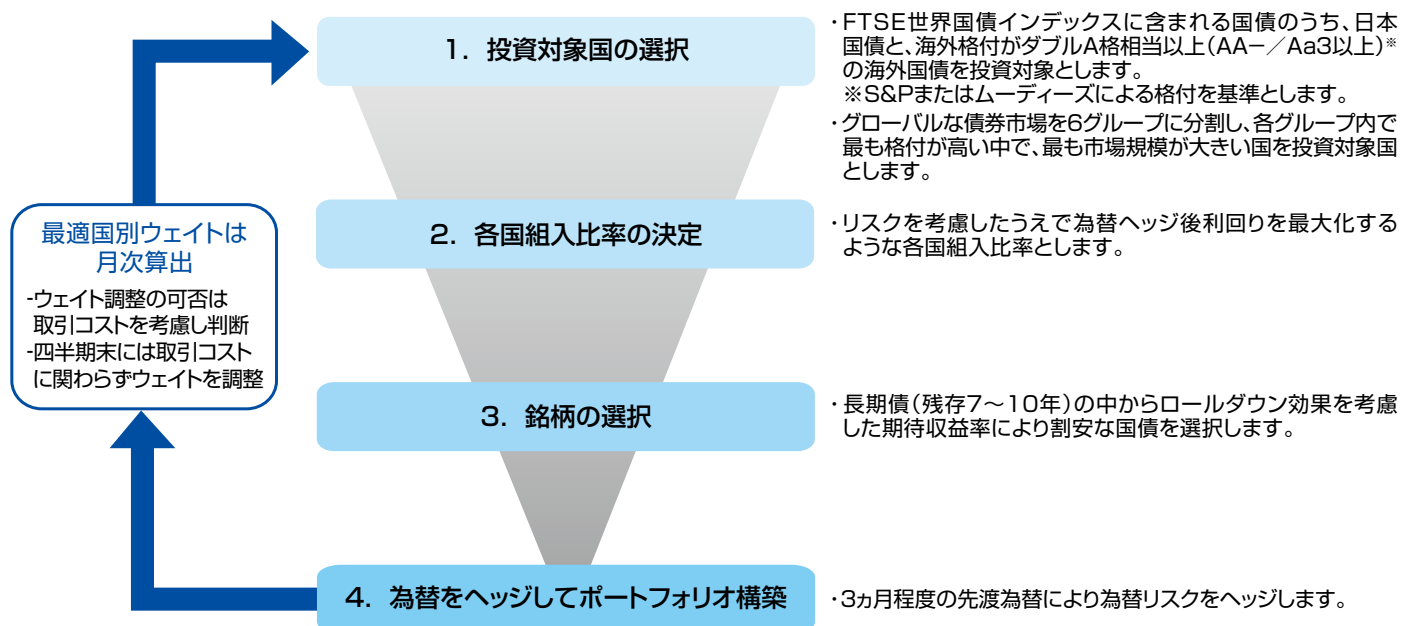 1. 投資対象国の選択
・FTSE世界国債インデックスに含まれる国債のうち、日本
国債と、海外格付がダブルA格相当以上(AA−／Aa3以上)※
の海外国債を投資対象とします。
※S&Pまたはムーディーズによる格付を基準とします。
・グローバルな債券市場を6グループに分割し、各グループ内で
最も格付が高い中で、最も市場規模が大きい国を投資対象国
とします。
最適国別ウェイトは
月次算出
-ウェイト調整の可否は
取引コストを考慮し判断
-四半期末には取引コスト
に関わらずウェイトを調整
2. 各国組入比率の決定
・リスクを考慮したうえで為替ヘッジ後利回りを最大化する
ような各国組入比率とします。
3. 銘柄の選択
・長期債(残存7～10年)の中からロールダウン効果を考慮
した期待収益率により割安な国債を選択します。
4. 為替をヘッジしてポートフォリオ構築
・3ヵ月程度の先渡為替により為替リスクをヘッジします。